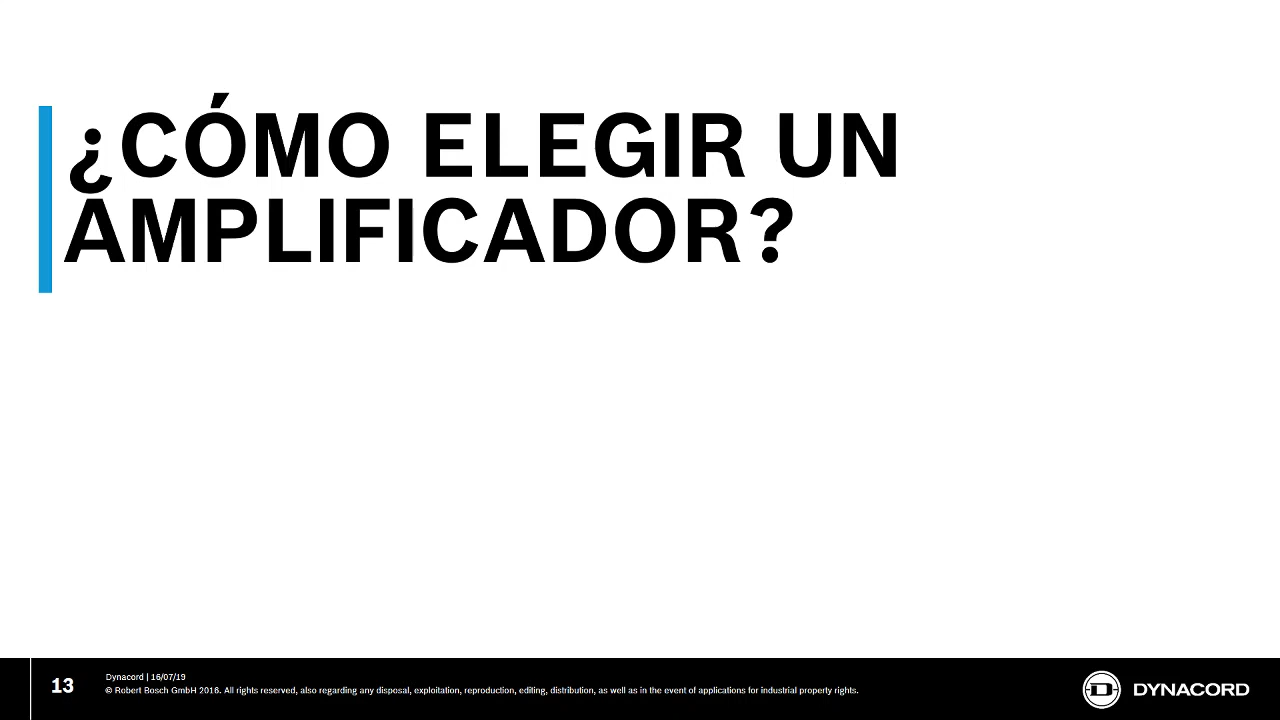 ¿CÓMO ELEGIR UN
AMPLIFICADOR?
13
Dynacord | 16/07/19
© Robert Bosch GmbH 2016. All rights reserved, also regarding any disposal, exploitation, reproduction, editing, distribution, as well as in the event of applications for industrial property rights.
DYNACORD